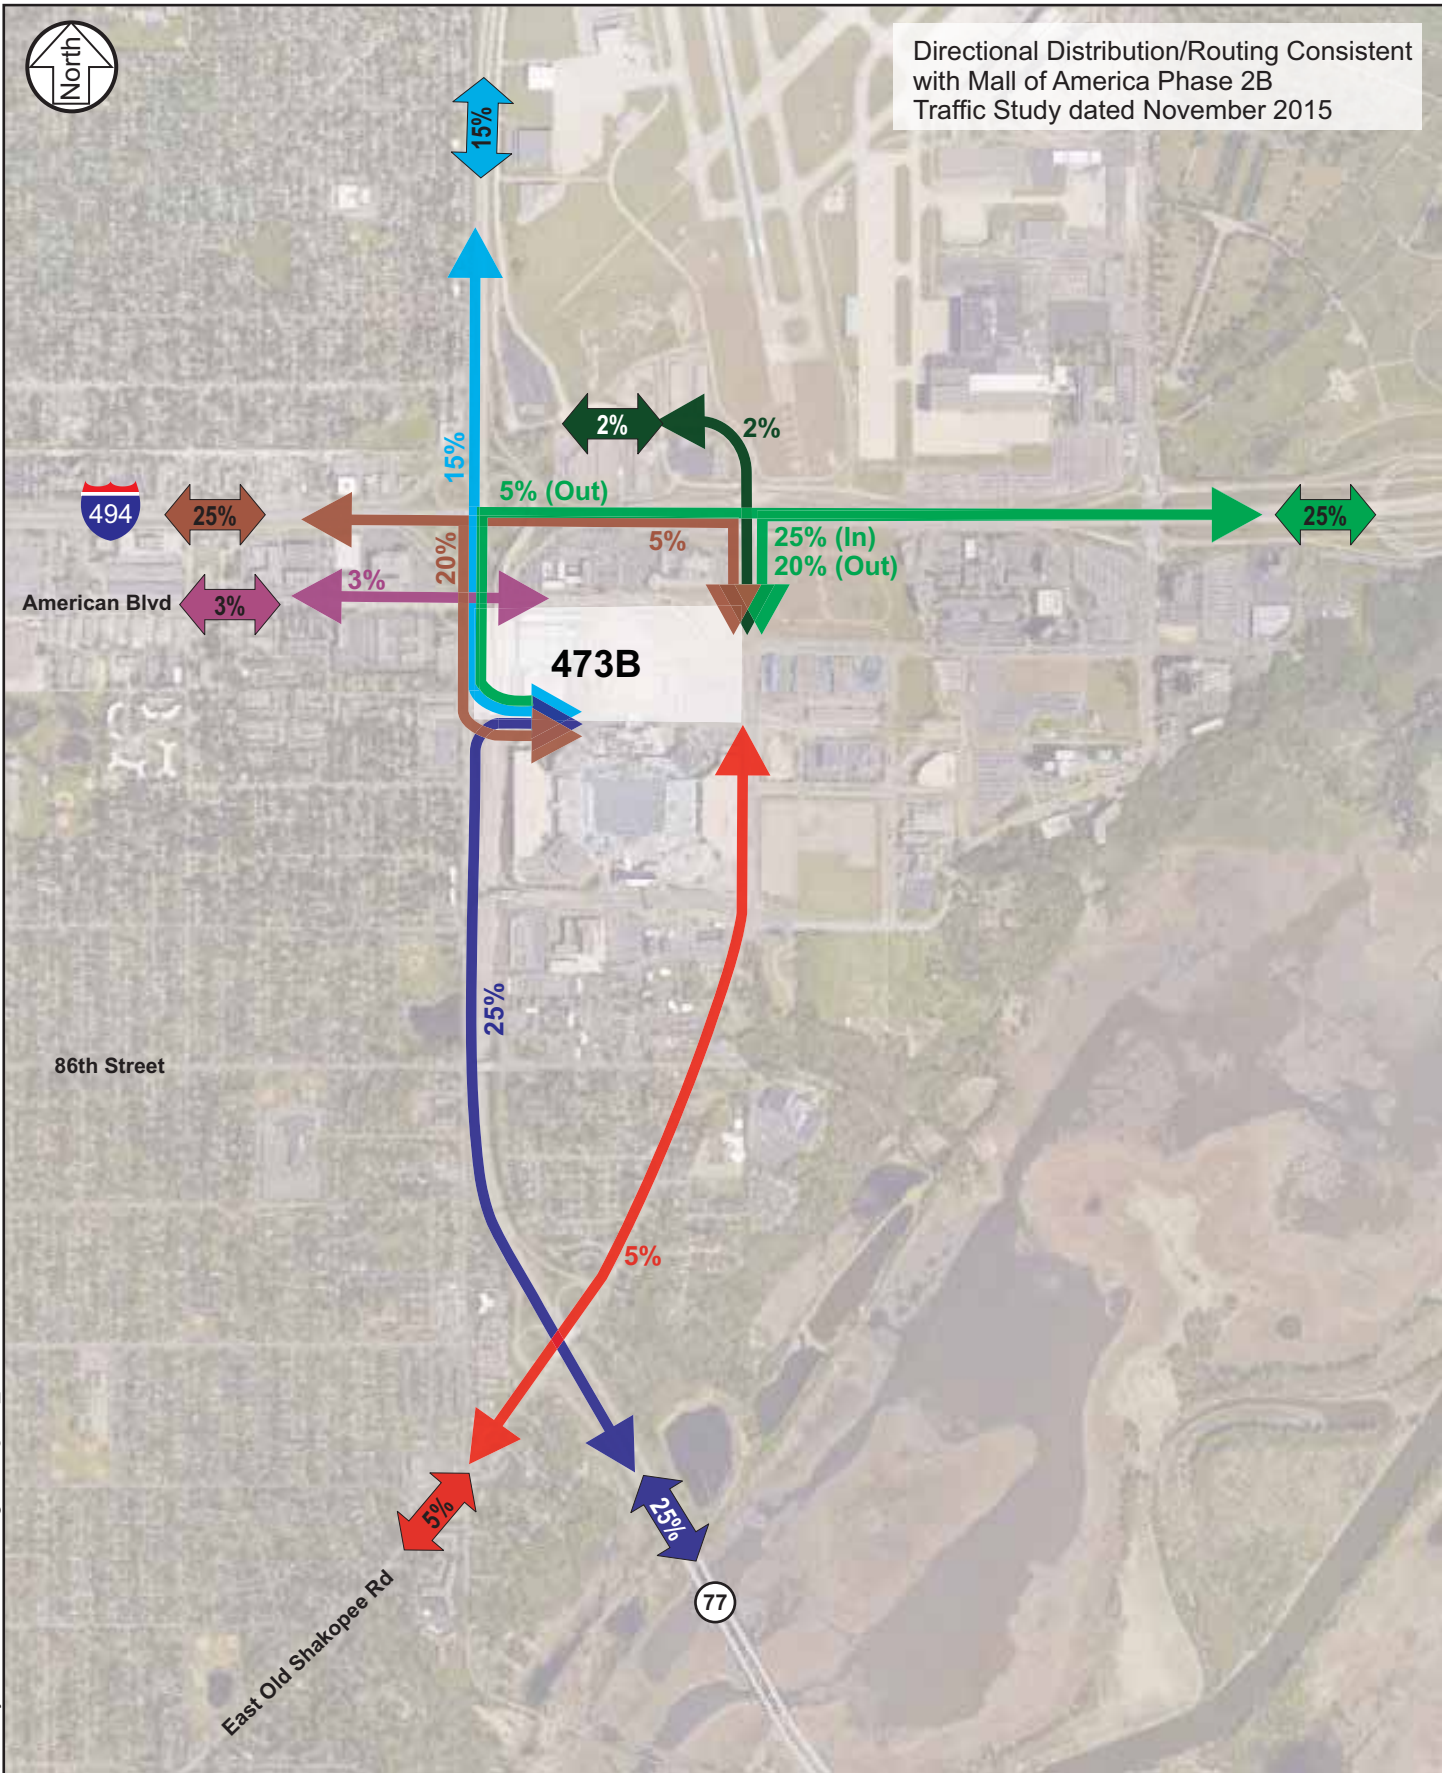 North
Directional Distribution/Routing Consistent
with Mall of America Phase 2B
Traffic Study dated November 2015
15%
2%
2%
15%
5% (Out)
494
25%
25%
20%
5%
25% (In)
20% (Out)
3%
American Blvd
3%
473B
25%
86th Street
5%
5%
25%
77
East Old Shakopee Rd